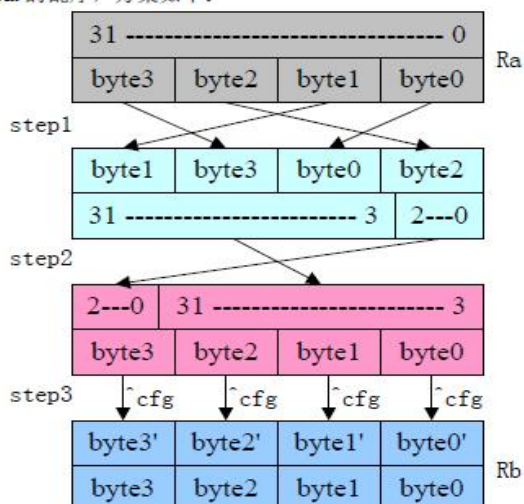 31 ---------------------------------- 0
Ra
byte3 byte2 byte1 byte0
step1
byte1 byte3 byte0 byte2
31 ------------------------- 3 2---0
step2
2---0 31 ------------------------- 3
byte3 byte2 byte1 byte0
step3 ^cfg ^cfg ^cfg ^cfg
byte3' byte2' byte1' byte0'
Rb
byte3 byte2 byte1 byte0